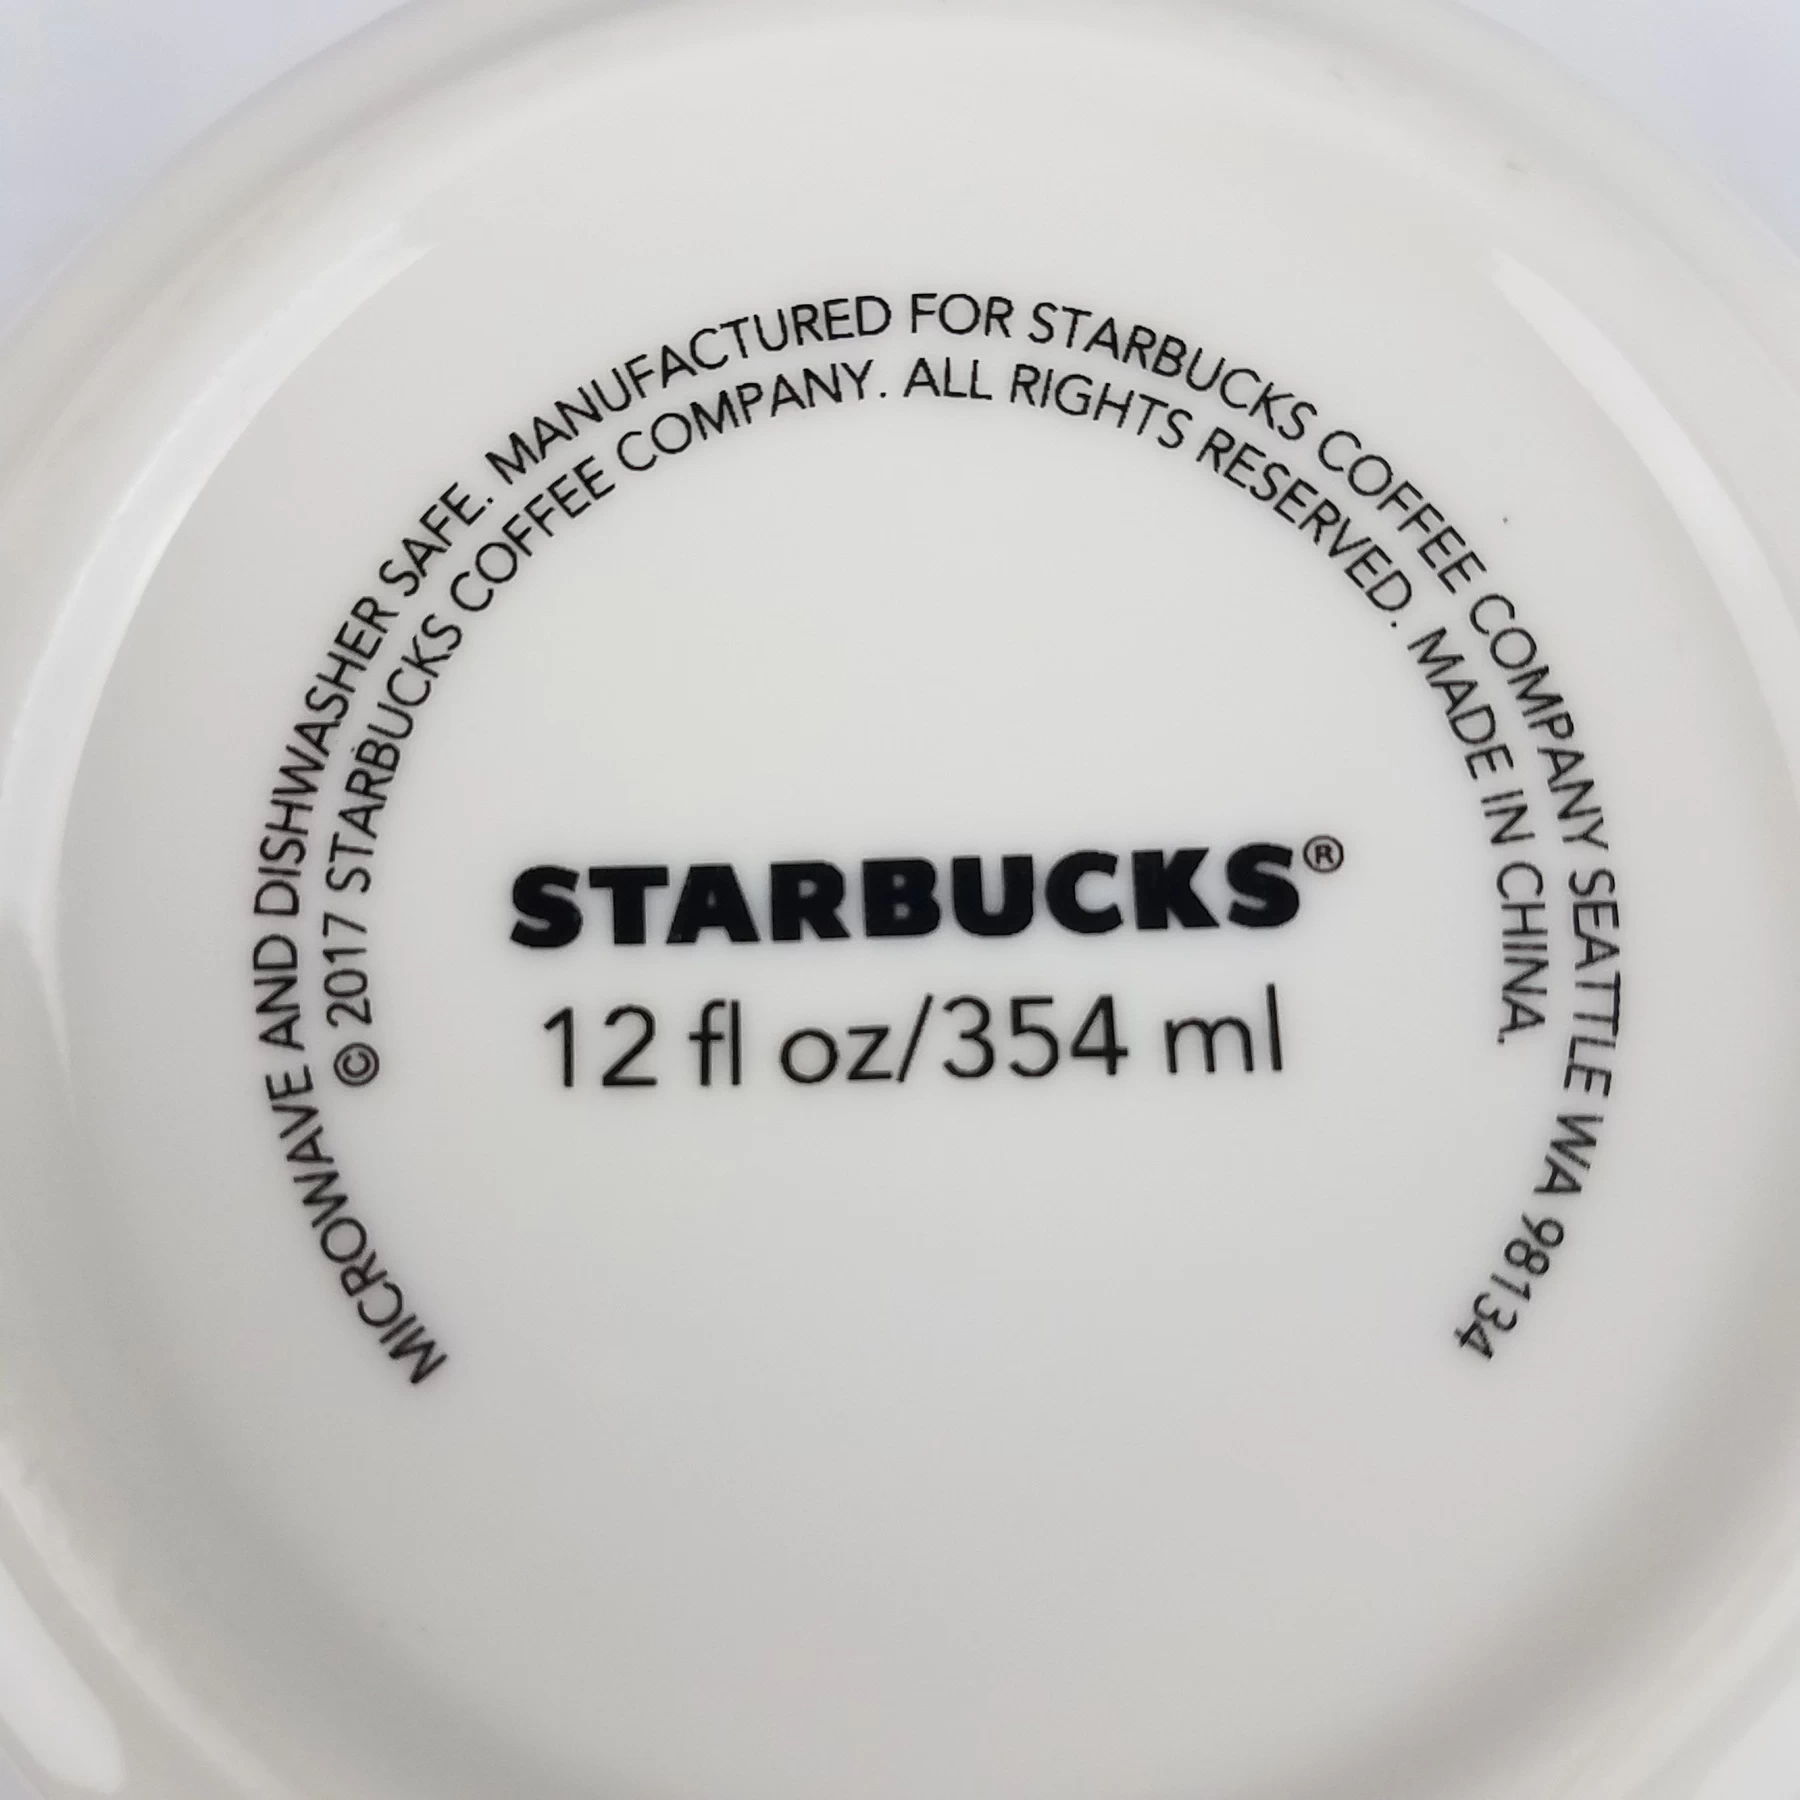 MICROWAVE AND DISHWASHER SAFE. MANUFACTURED FOR STARBUCKS COFFEE COMPANY SEATTLE WA 98134
© 2017 STARBUCKS COFFEE COMPANY. ALL RIGHTS RESERVED. MADE IN CHINA.
STARBUCKS®
12 fl oz/354 ml